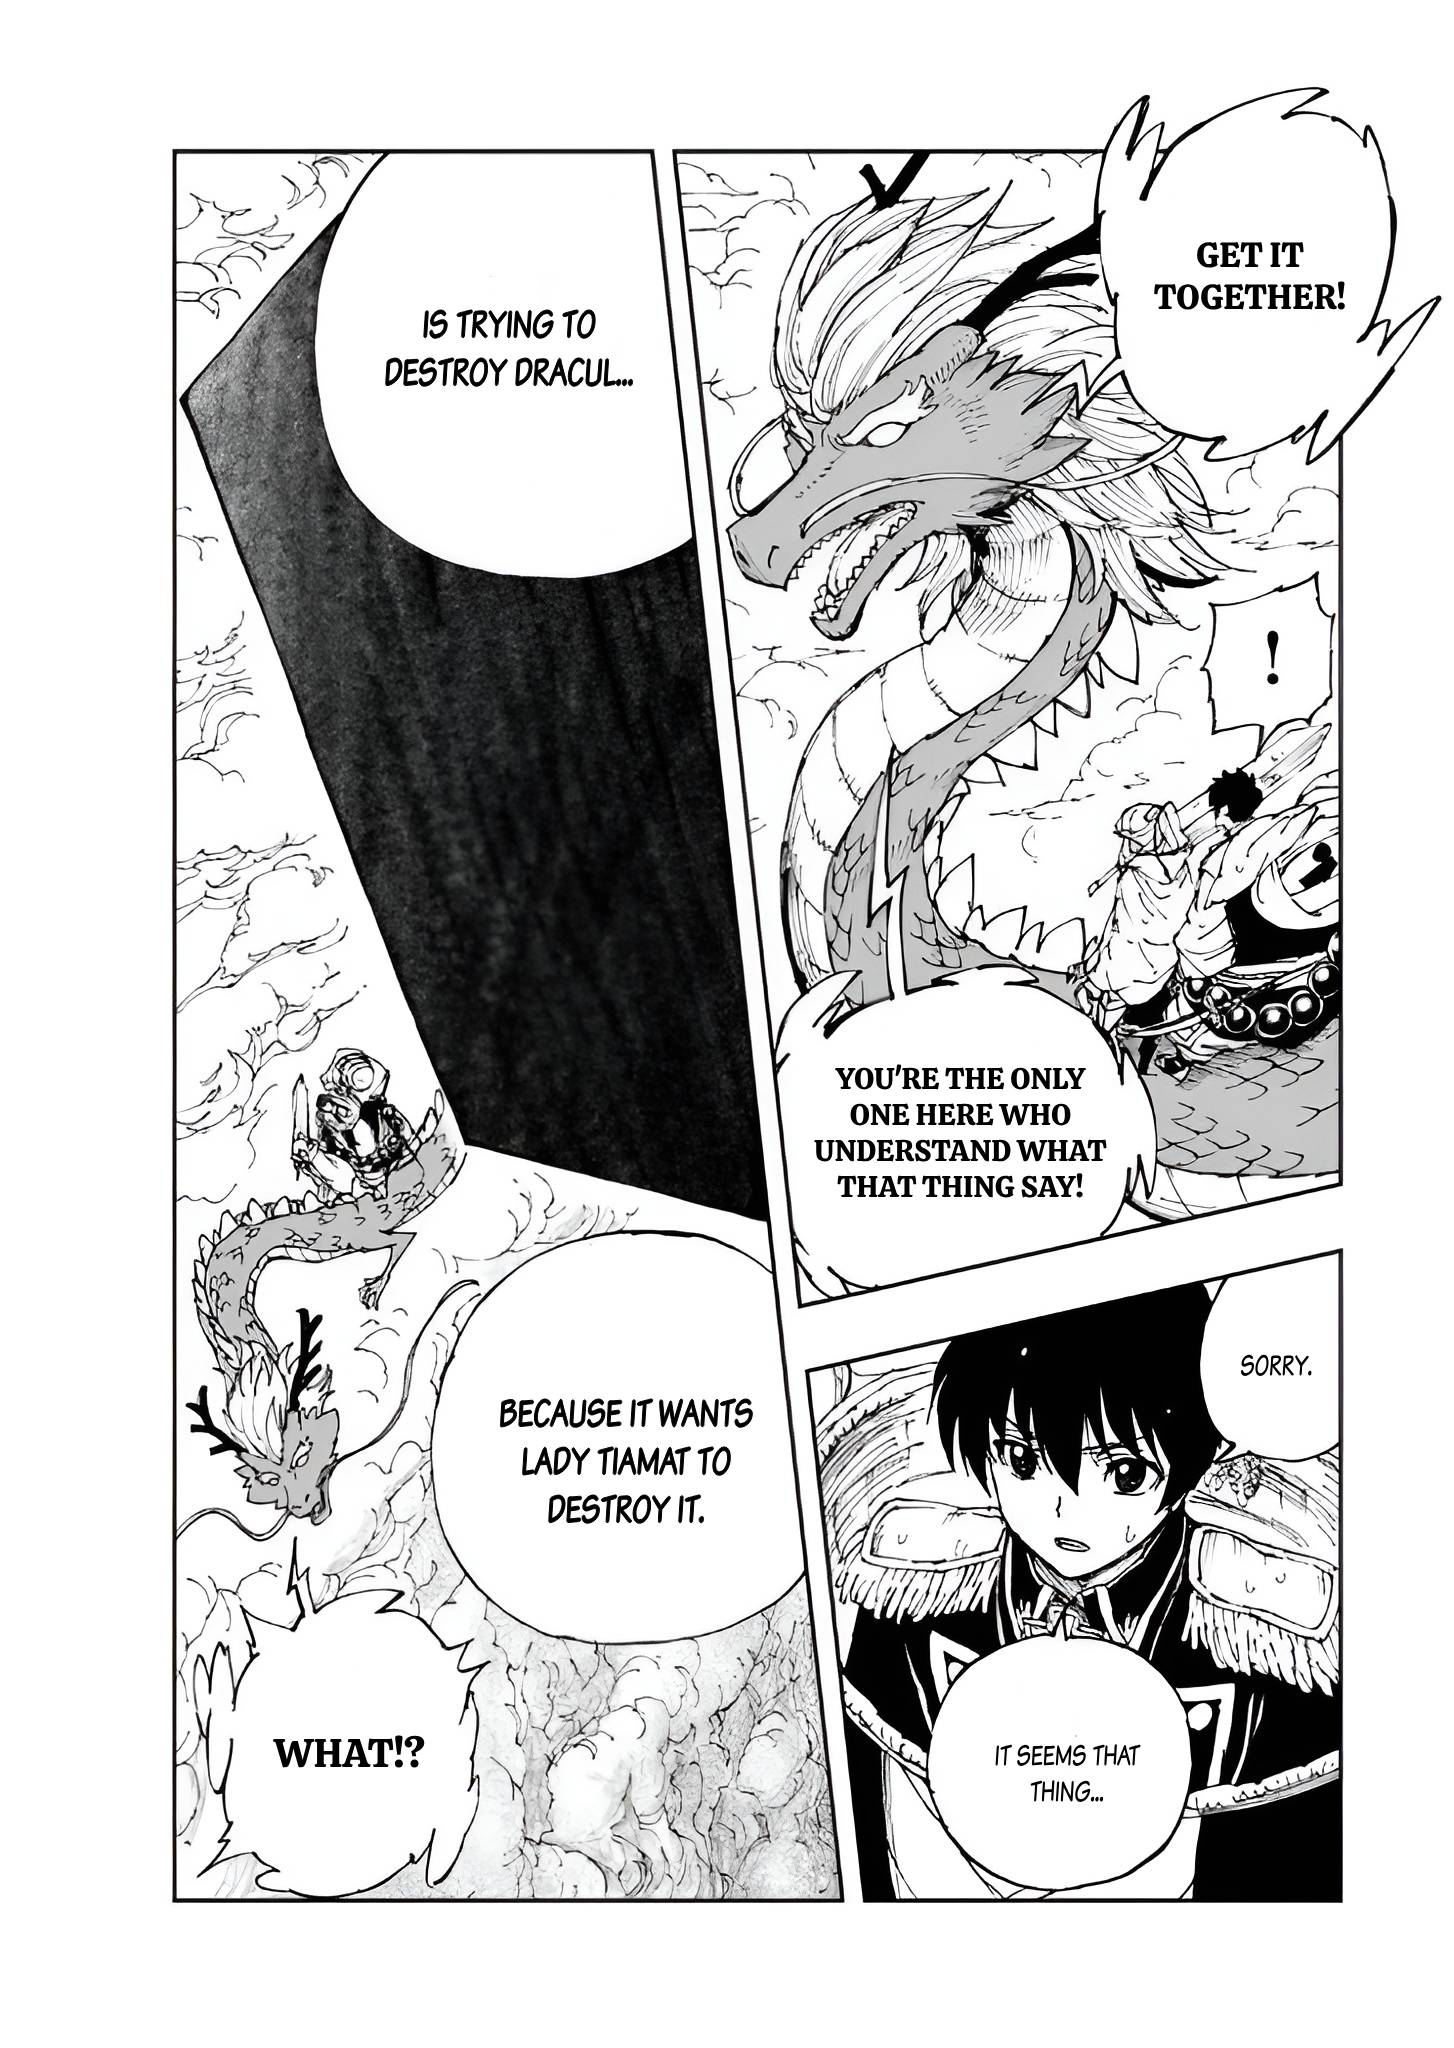 GET IT
TOGETHER!
!
YOU'RE THE ONLY
ONE HERE WHO
UNDERSTAND WHAT
THAT THING SAY!
SORRY.
IT SEEMS THAT
THING...
IS TRYING TO
DESTROY DRACUL...
BECAUSE IT WANTS
LADY TIAMAT TO
DESTROY IT.
WHAT!?